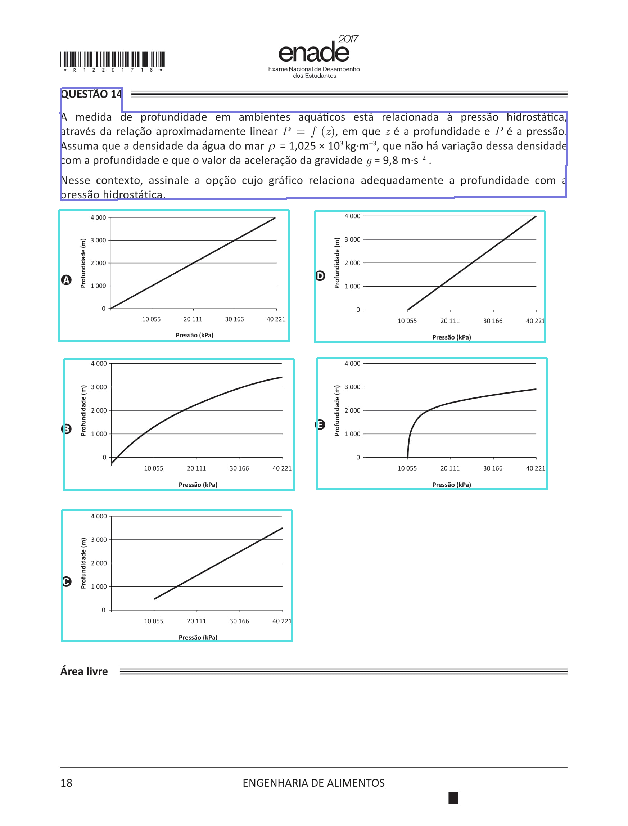 * R 1 2 2 0 1 7 1 8 *
2017
enade
Exame Nacional de Desempenho
dos Estudantes
QUESTÃO 14
A medida de profundidade em ambientes aquáticos está relacionada à pressão hidrostática,
através da relação aproximadamente linear P = f (z), em que z é a profundidade e P é a pressão.
Assuma que a densidade da água do mar ρ = 1,025 × 10³ kg·m⁻³, que não há variação dessa densidade
com a profundidade e que o valor da aceleração da gravidade g = 9,8 m·s⁻² .
Nesse contexto, assinale a opção cujo gráfico relaciona adequadamente a profundidade com a
pressão hidrostática.
A
Profundidade (m)
4 000
3 000
2 000
1 000
0
10 055 20 111 30 166 40 221
Pressão (kPa)
B
Profundidade (m)
4 000
3 000
2 000
1 000
0
10 055 20 111 30 166 40 221
Pressão (kPa)
C
Profundidade (m)
4 000
3 000
2 000
1 000
0
10 055 20 111 30 166 40 221
Pressão (kPa)
D
Profundidade (m)
4 000
3 000
2 000
1 000
0
10 055 20 111 30 166 40 221
Pressão (kPa)
E
Profundidade (m)
4 000
3 000
2 000
1 000
0
10 055 20 111 30 166 40 221
Pressão (kPa)
Área livre
18
ENGENHARIA DE ALIMENTOS